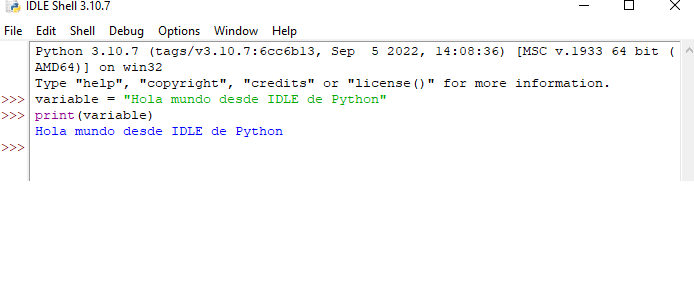 IDLE Shell 3.10.7
File Edit Shell Debug Options Window Help
Python 3.10.7 (tags/v3.10.7:6cc6b13, Sep  5 2022, 14:08:36) [MSC v.1933 64 bit (
AMD64)] on win32
Type "help", "copyright", "credits" or "license()" for more information.
>>> variable = "Hola mundo desde IDLE de Python"
>>> print(variable)
Hola mundo desde IDLE de Python
>>>